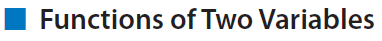 Functions of Two Variables